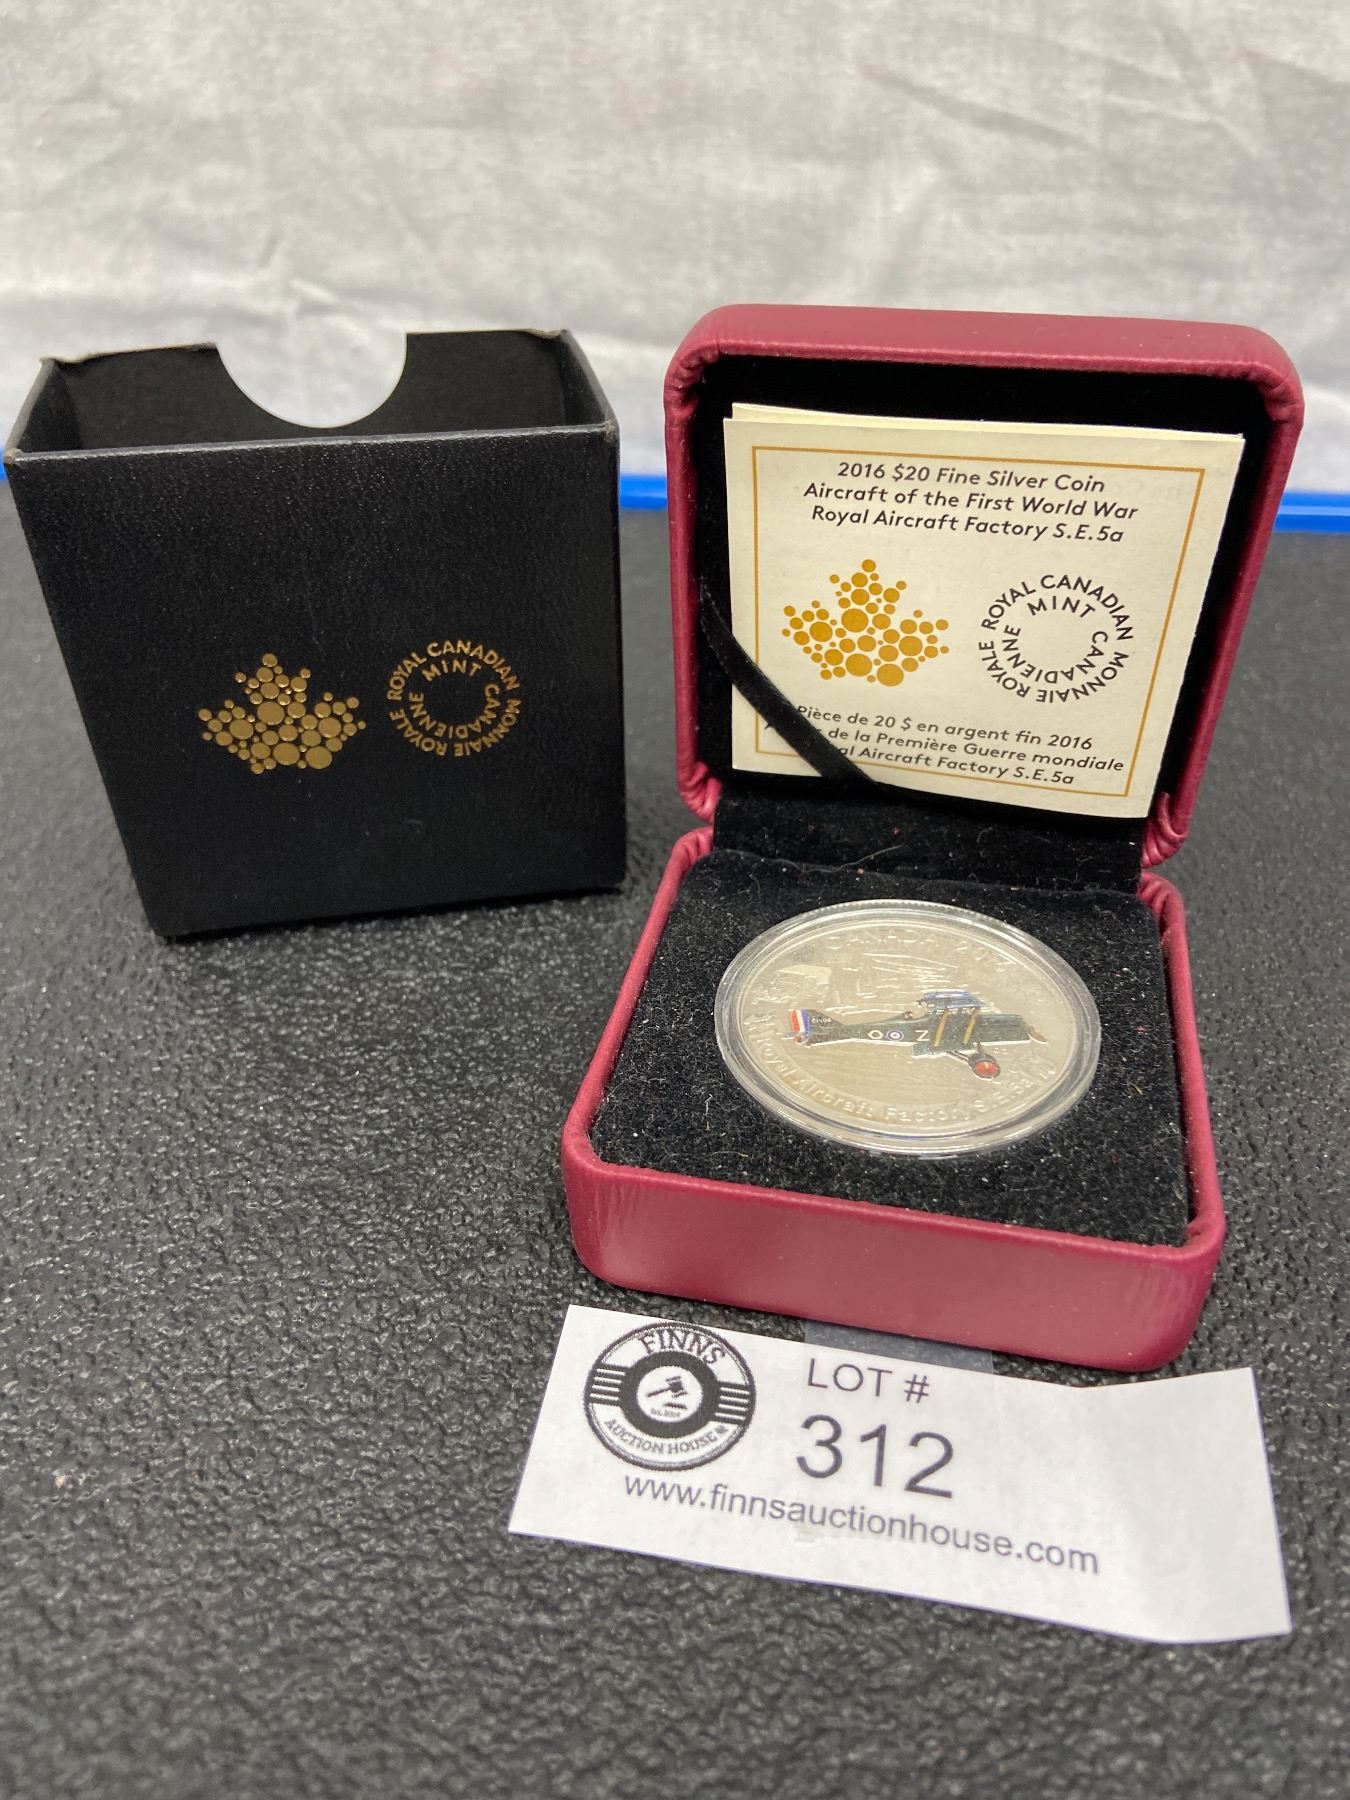 ROYAL CANADIAN MINT
MONNAIE ROYALE CANADIENNE
2016 $20 Fine Silver Coin
Aircraft of the First World War
Royal Aircraft Factory S.E.5a
ROYAL CANADIAN MINT
MONNAIE ROYALE CANADIENNE
Pièce de 20 $ en argent fin 2016
de la Première Guerre mondiale
Aircraft Factory S.E.5a
CANADA
Z
Royal Aircraft Factory S.E.5a
FINNS
AUCTION HOUSE
LOT #
312
www.finnsauctionhouse.com